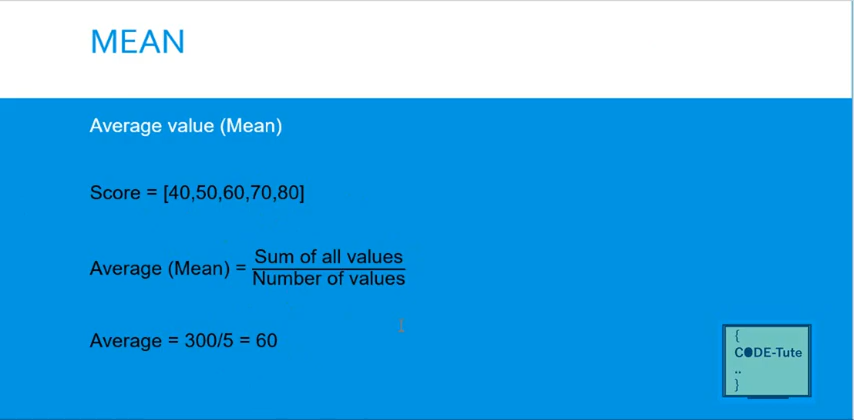 MEAN
Average value (Mean)
Score = [40,50,60,70,80]
Average (Mean) = Sum of all values
Number of values
Average = 300/5 = 60
{
CODE-Tute
..
}